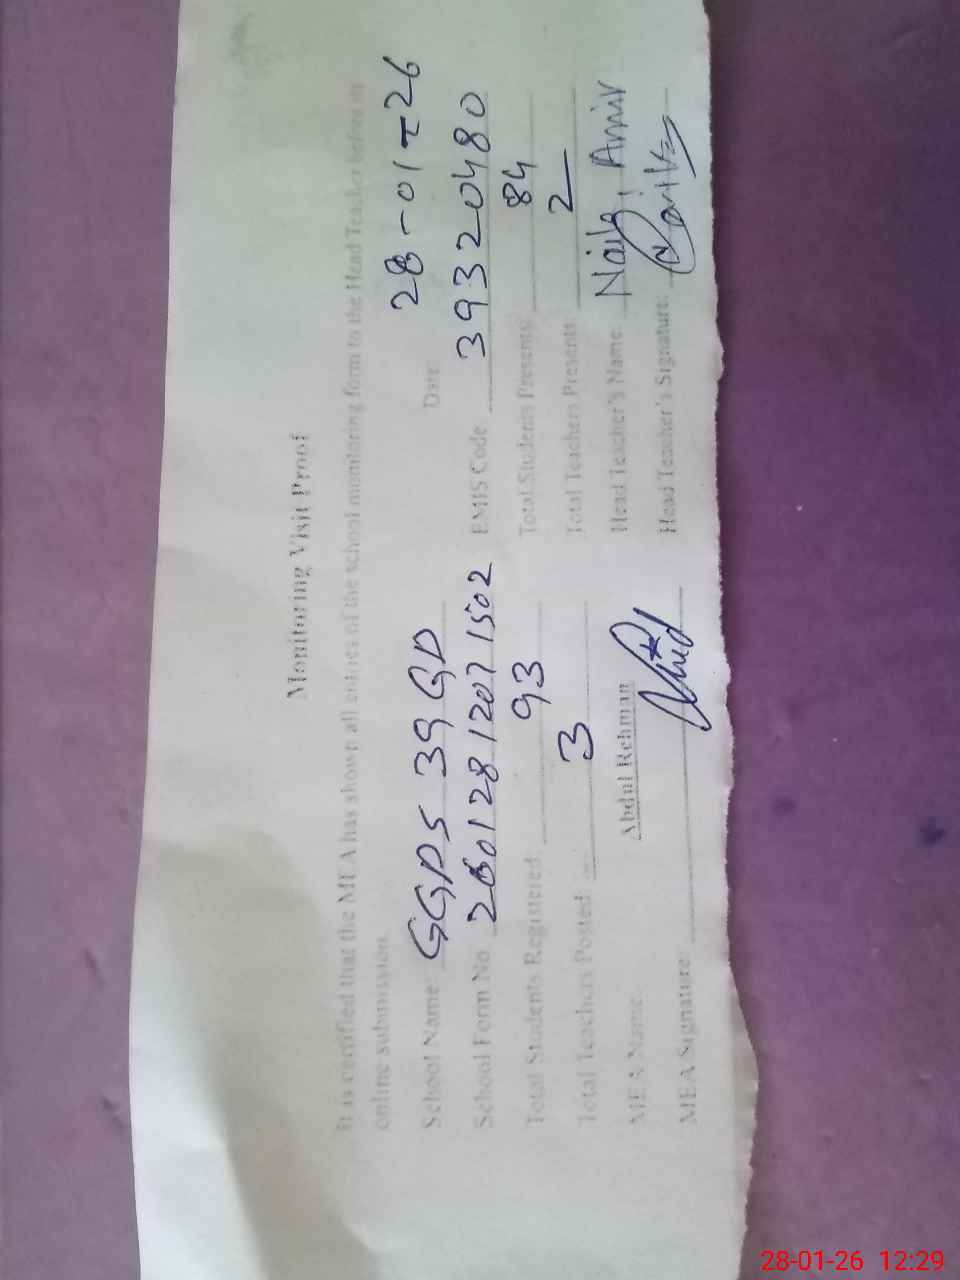 Monitoring Visit Proof
It is certified that the MEA has shown all entries of the school monitoring form to the Head Teacher before its
online submission.
Date 28-01-26
School Name: GGPS 39 GD
School Form No 260128 1207 1502 EMIS Code 39320480
Total Students Registered: 93 Total Students Presents: 84
Total Teachers Posted: 3 Total Teachers Presents: 2
MEA Name: Abdul Rehman Head Teacher's Name: Amir
MEA Signature: Head Teacher's Signature:
28-01-26 12:29